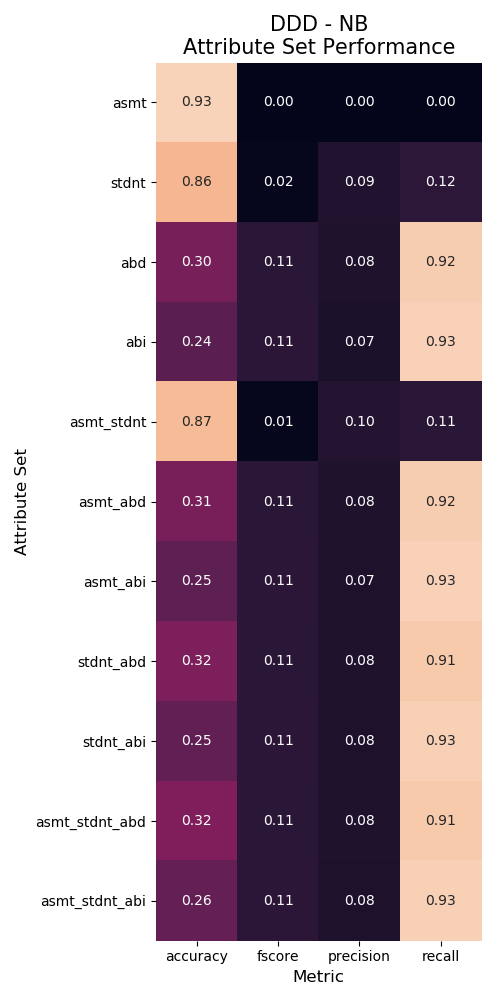 DDD - NB
Attribute Set Performance
asmt 0.93 0.00 0.00 0.00
stdnt 0.86 0.02 0.09 0.12
abd 0.30 0.11 0.08 0.92
abi 0.24 0.11 0.07 0.93
asmt_stdnt 0.87 0.01 0.10 0.11
asmt_abd 0.31 0.11 0.08 0.92
asmt_abi 0.25 0.11 0.07 0.93
stdnt_abd 0.32 0.11 0.08 0.91
stdnt_abi 0.25 0.11 0.08 0.93
asmt_stdnt_abd 0.32 0.11 0.08 0.91
asmt_stdnt_abi 0.26 0.11 0.08 0.93
accuracy fscore precision recall
Metric
Attribute Set